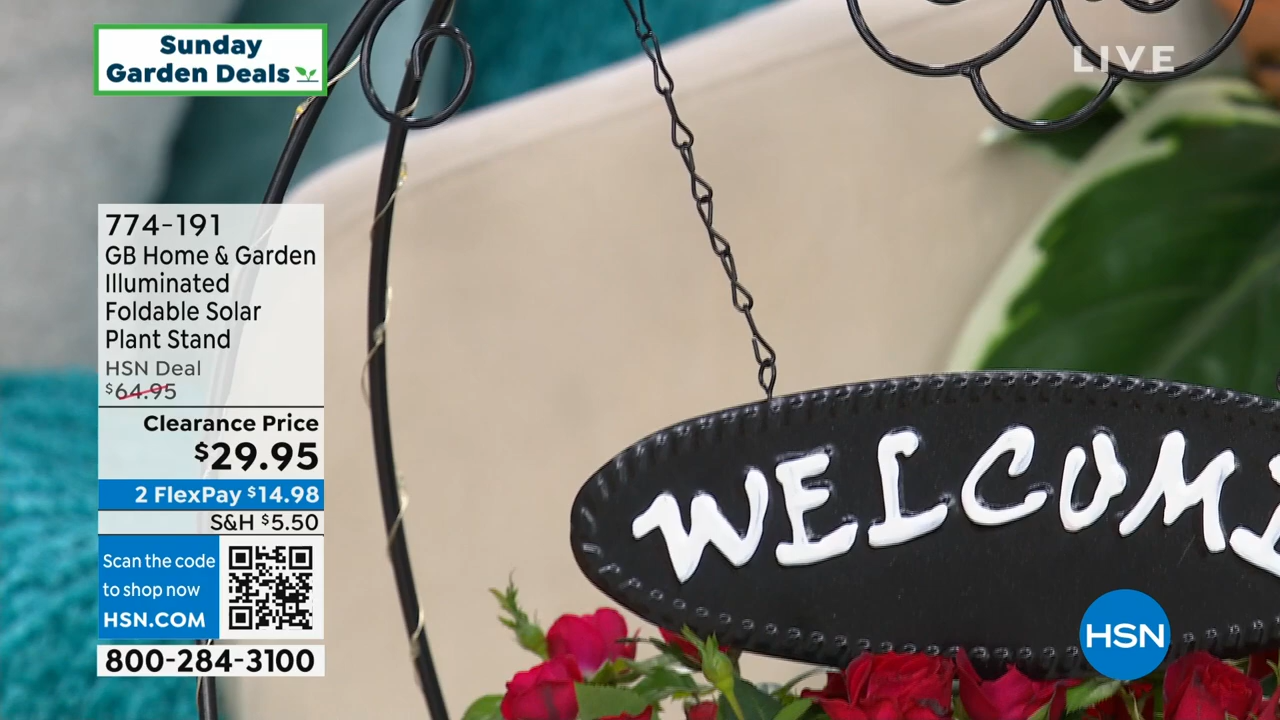 Sunday
Garden Deals
LIVE
774-191
GB Home & Garden
Illuminated
Foldable Solar
Plant Stand
HSN Deal
$64.95
Clearance Price
$29.95
2 FlexPay $14.98
S&H $5.50
Scan the code
to shop now
HSN.COM
800-284-3100
WELCOME
HSN